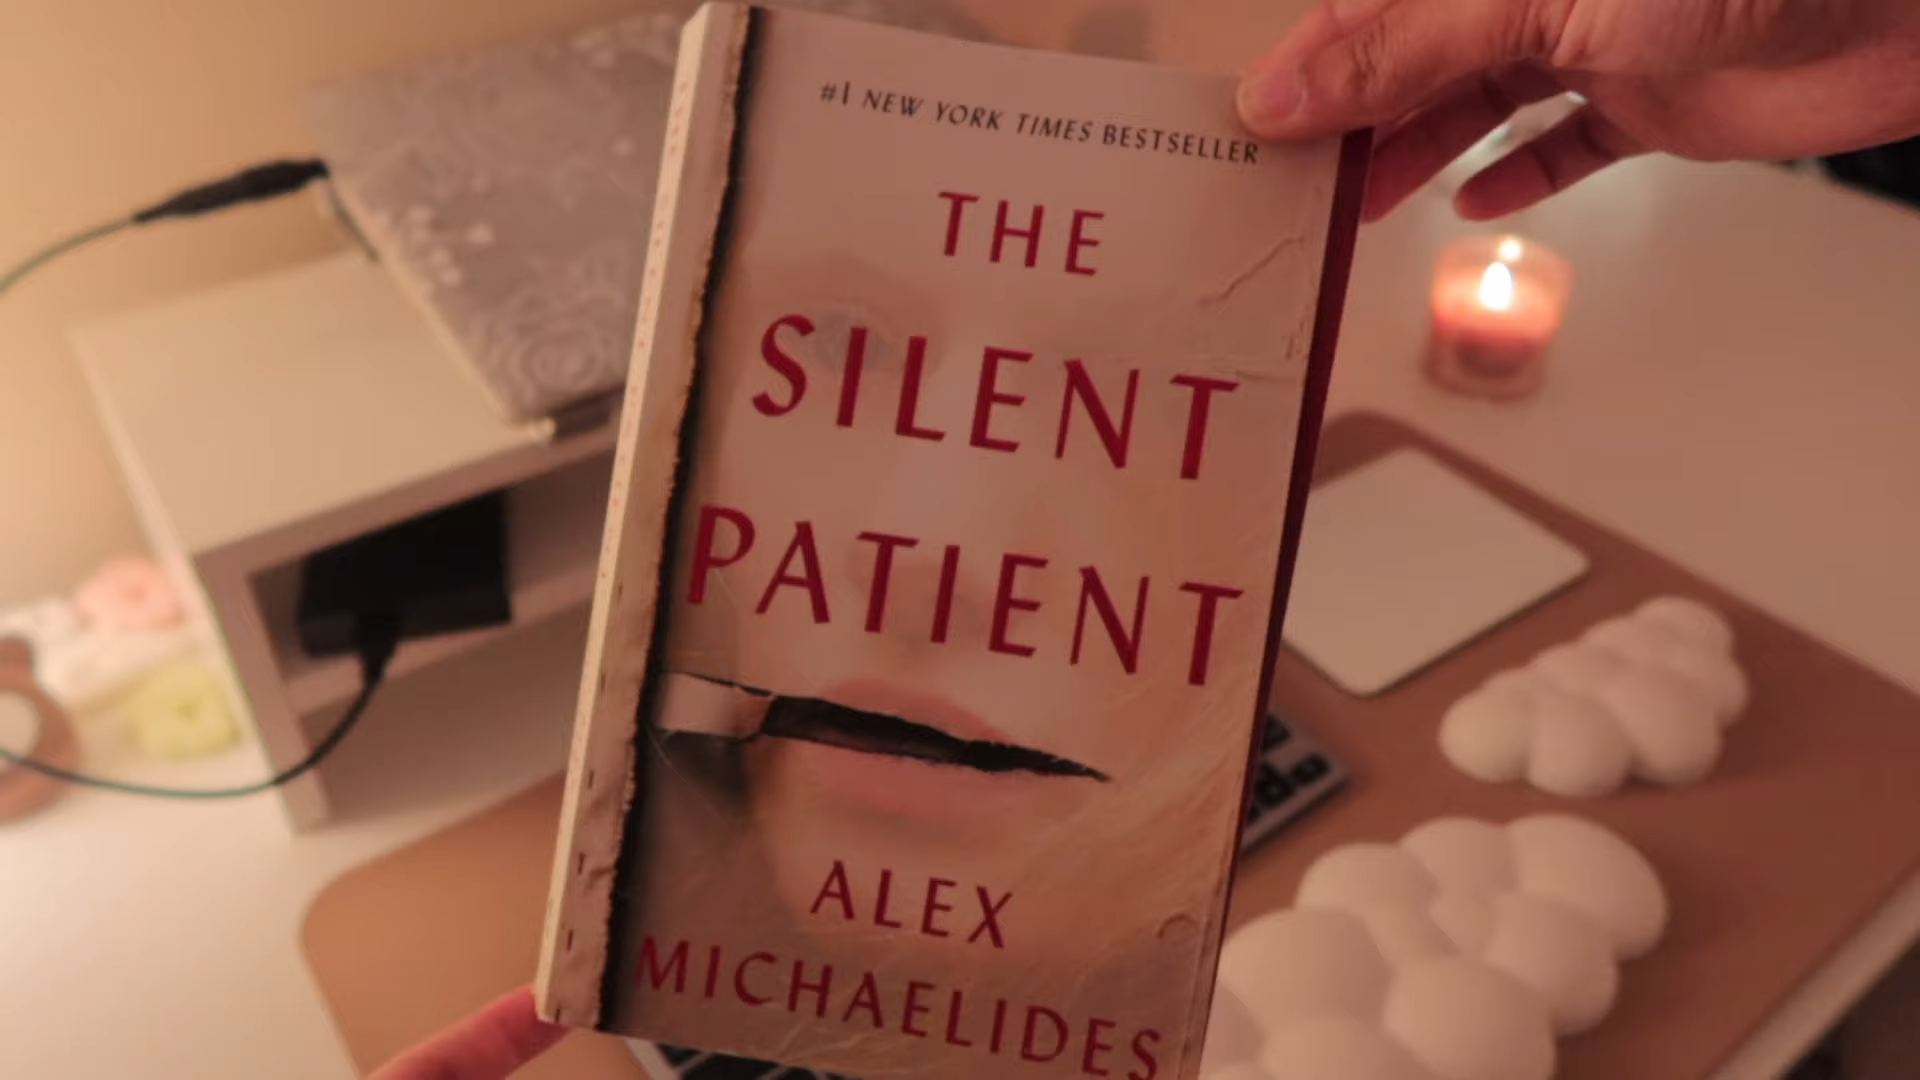 #1 NEW YORK TIMES BESTSELLER
THE
SILENT
PATIENT
ALEX
MICHAELIDES